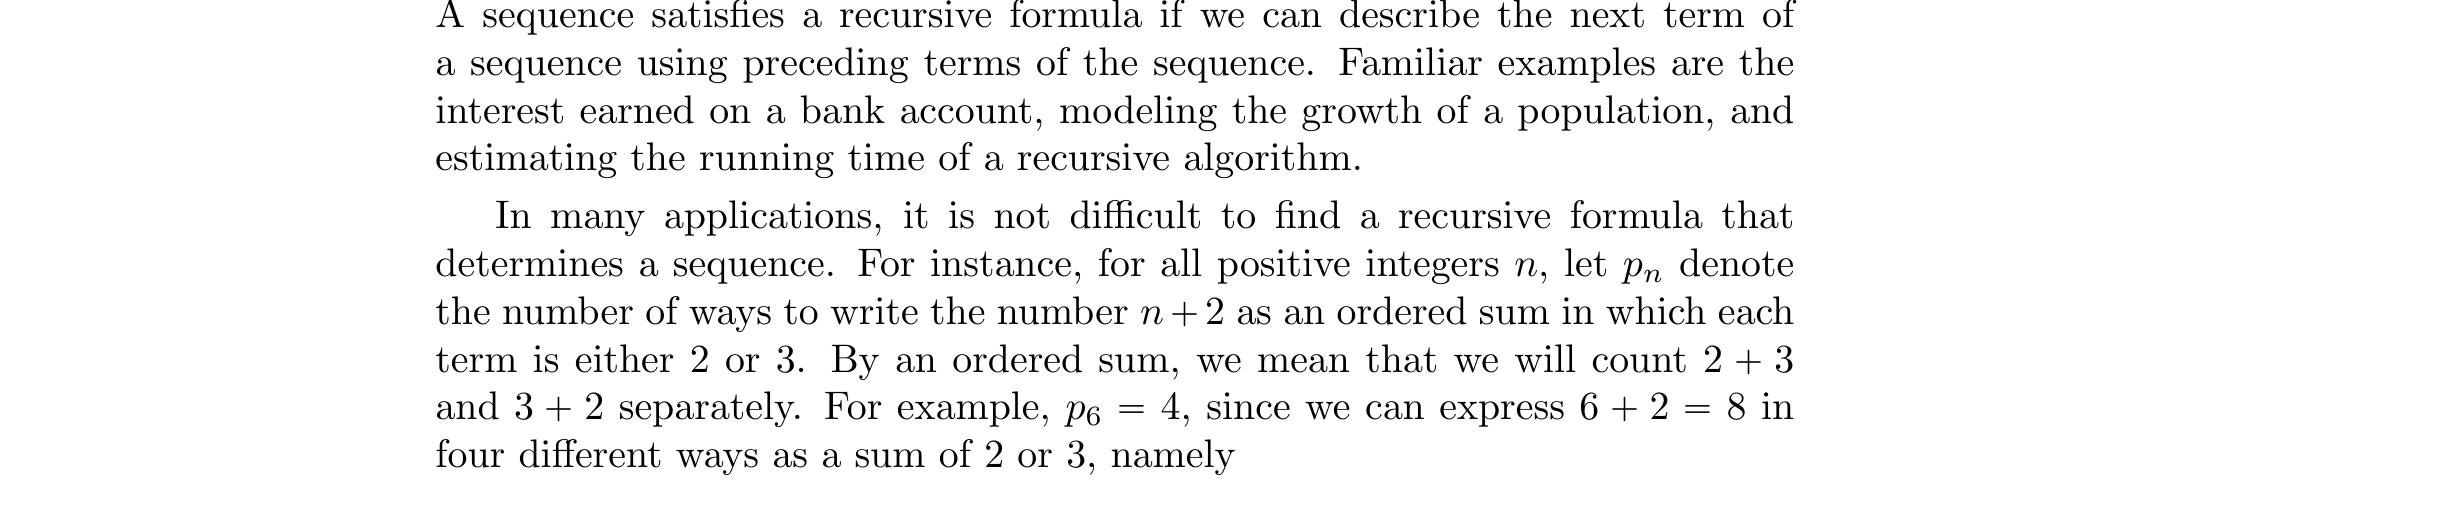 A sequence satisfies a recursive formula if we can describe the next term of
a sequence using preceding terms of the sequence. Familiar examples are the
interest earned on a bank account, modeling the growth of a population, and
estimating the running time of a recursive algorithm.
In many applications, it is not difficult to find a recursive formula that
determines a sequence. For instance, for all positive integers n, let pₙ denote
the number of ways to write the number n + 2 as an ordered sum in which each
term is either 2 or 3. By an ordered sum, we mean that we will count 2 + 3
and 3 + 2 separately. For example, p₆ = 4, since we can express 6 + 2 = 8 in
four different ways as a sum of 2 or 3, namely